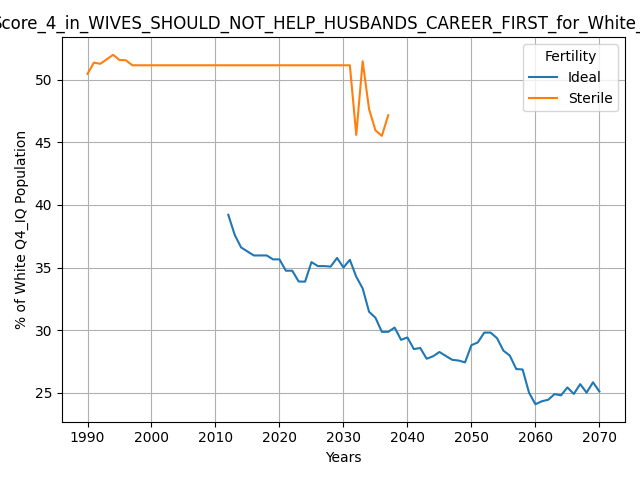 Score_4_in_WIVES_SHOULD_NOT_HELP_HUSBANDS_CAREER_FIRST_for_White_
Fertility
Ideal
Sterile
% of White Q4_IQ Population
50
45
40
35
30
25
1990 2000 2010 2020 2030 2040 2050 2060 2070
Years